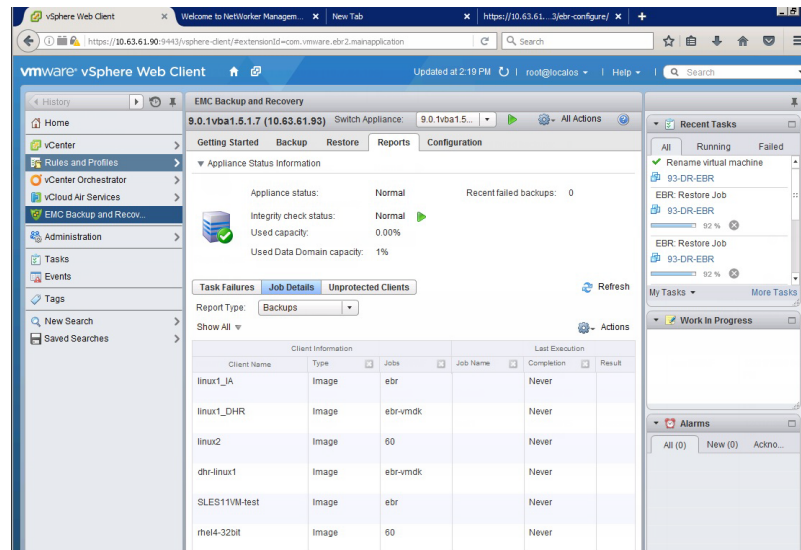 vSphere Web Client
Welcome to NetWorker Managem...
New Tab
https://10.63.61....3/ebr-configure/
https://10.63.61.90:9443/vsphere-client/#extensionId=com.vmware.ebr2.mainapplication
Search
vmware® vSphere Web Client
Updated at 2:19 PM
root@localos
Help
Search
History
Home
vCenter
Rules and Profiles
vCenter Orchestrator
vCloud Air Services
EMC Backup and Recov...
Administration
Tasks
Events
Tags
New Search
Saved Searches
EMC Backup and Recovery
9.0.1vba1.5.1.7 (10.63.61.93) Switch Appliance: 9.0.1vba1.5... All Actions
Getting Started Backup Restore Reports Configuration
Appliance Status Information
Appliance status: Normal Recent failed backups: 0
Integrity check status: Normal
Used capacity: 0.00%
Used Data Domain capacity: 1%
Task Failures Job Details Unprotected Clients Refresh
Report Type: Backups
Show All Actions
Client Information Last Execution
Client Name Type Jobs Job Name Completion Result
linux1_IA Image ebr Never
linux1_DHR Image ebr-vmdk Never
linux2 Image 60 Never
dhr-linux1 Image ebr-vmdk Never
SLES11VM-test Image ebr Never
rhel4-32bit Image 60 Never
Recent Tasks
All Running Failed
Rename virtual machine
93-DR-EBR
EBR: Restore Job
93-DR-EBR
92 %
EBR: Restore Job
93-DR-EBR
92 %
My Tasks More Tasks
Work In Progress
Alarms
All (0) New (0) Ackno...